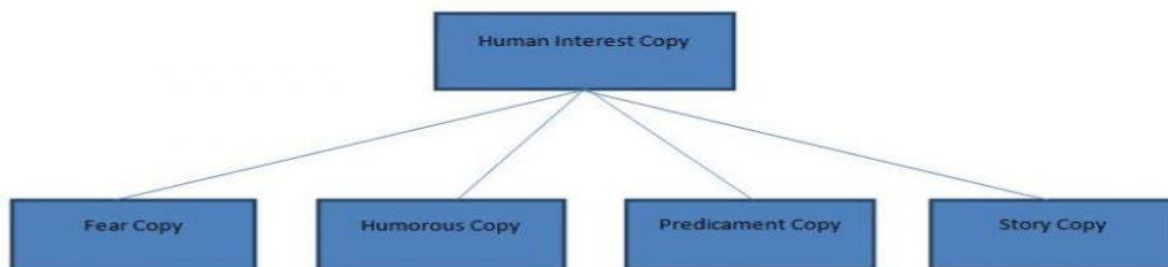 Human Interest Copy
Fear Copy
Humorous Copy
Predicament Copy
Story Copy